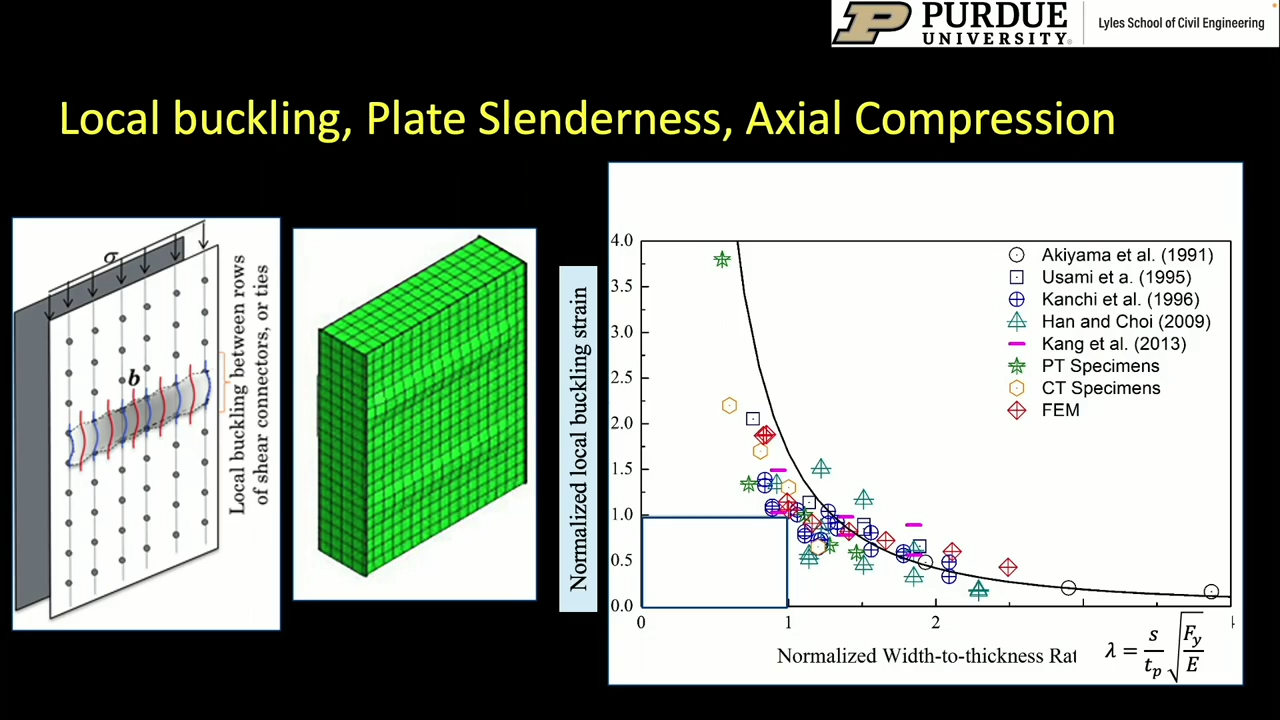 PURDUE
UNIVERSITY
Lyles School of Civil Engineering
Local buckling, Plate Slenderness, Axial Compression
σ
b
Local buckling between rows
of shear connectors, or ties
Normalized local buckling strain
4.0
3.5
3.0
2.5
2.0
1.5
1.0
0.5
0.0
0
1
2
4
Akiyama et al. (1991)
Usami et a. (1995)
Kanchi et al. (1996)
Han and Choi (2009)
Kang et al. (2013)
PT Specimens
CT Specimens
FEM
Normalized Width-to-thickness Rat
λ = s/t_p √(F_y/E)